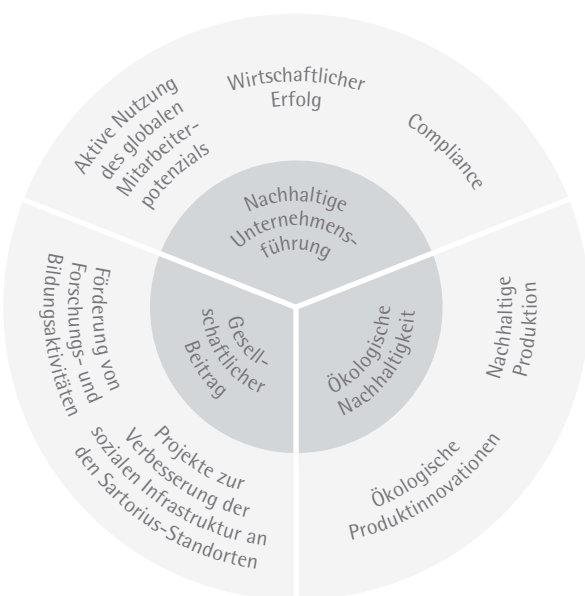 Aktive Nutzung
des globalen
Mitarbeiter-
potenzials
Wirtschaftlicher
Erfolg
Compliance
Nachhaltige
Unternehmens-
führung
Gesell-
schaftlicher
Beitrag
Ökologische
Nachhaltigkeit
Förderung von
Forschungs- und
Bildungsaktivitäten
Projekte zur
Verbesserung der
sozialen Infrastruktur an
den Sartorius-Standorten
Nachhaltige
Produktion
Ökologische
Produktinnovationen